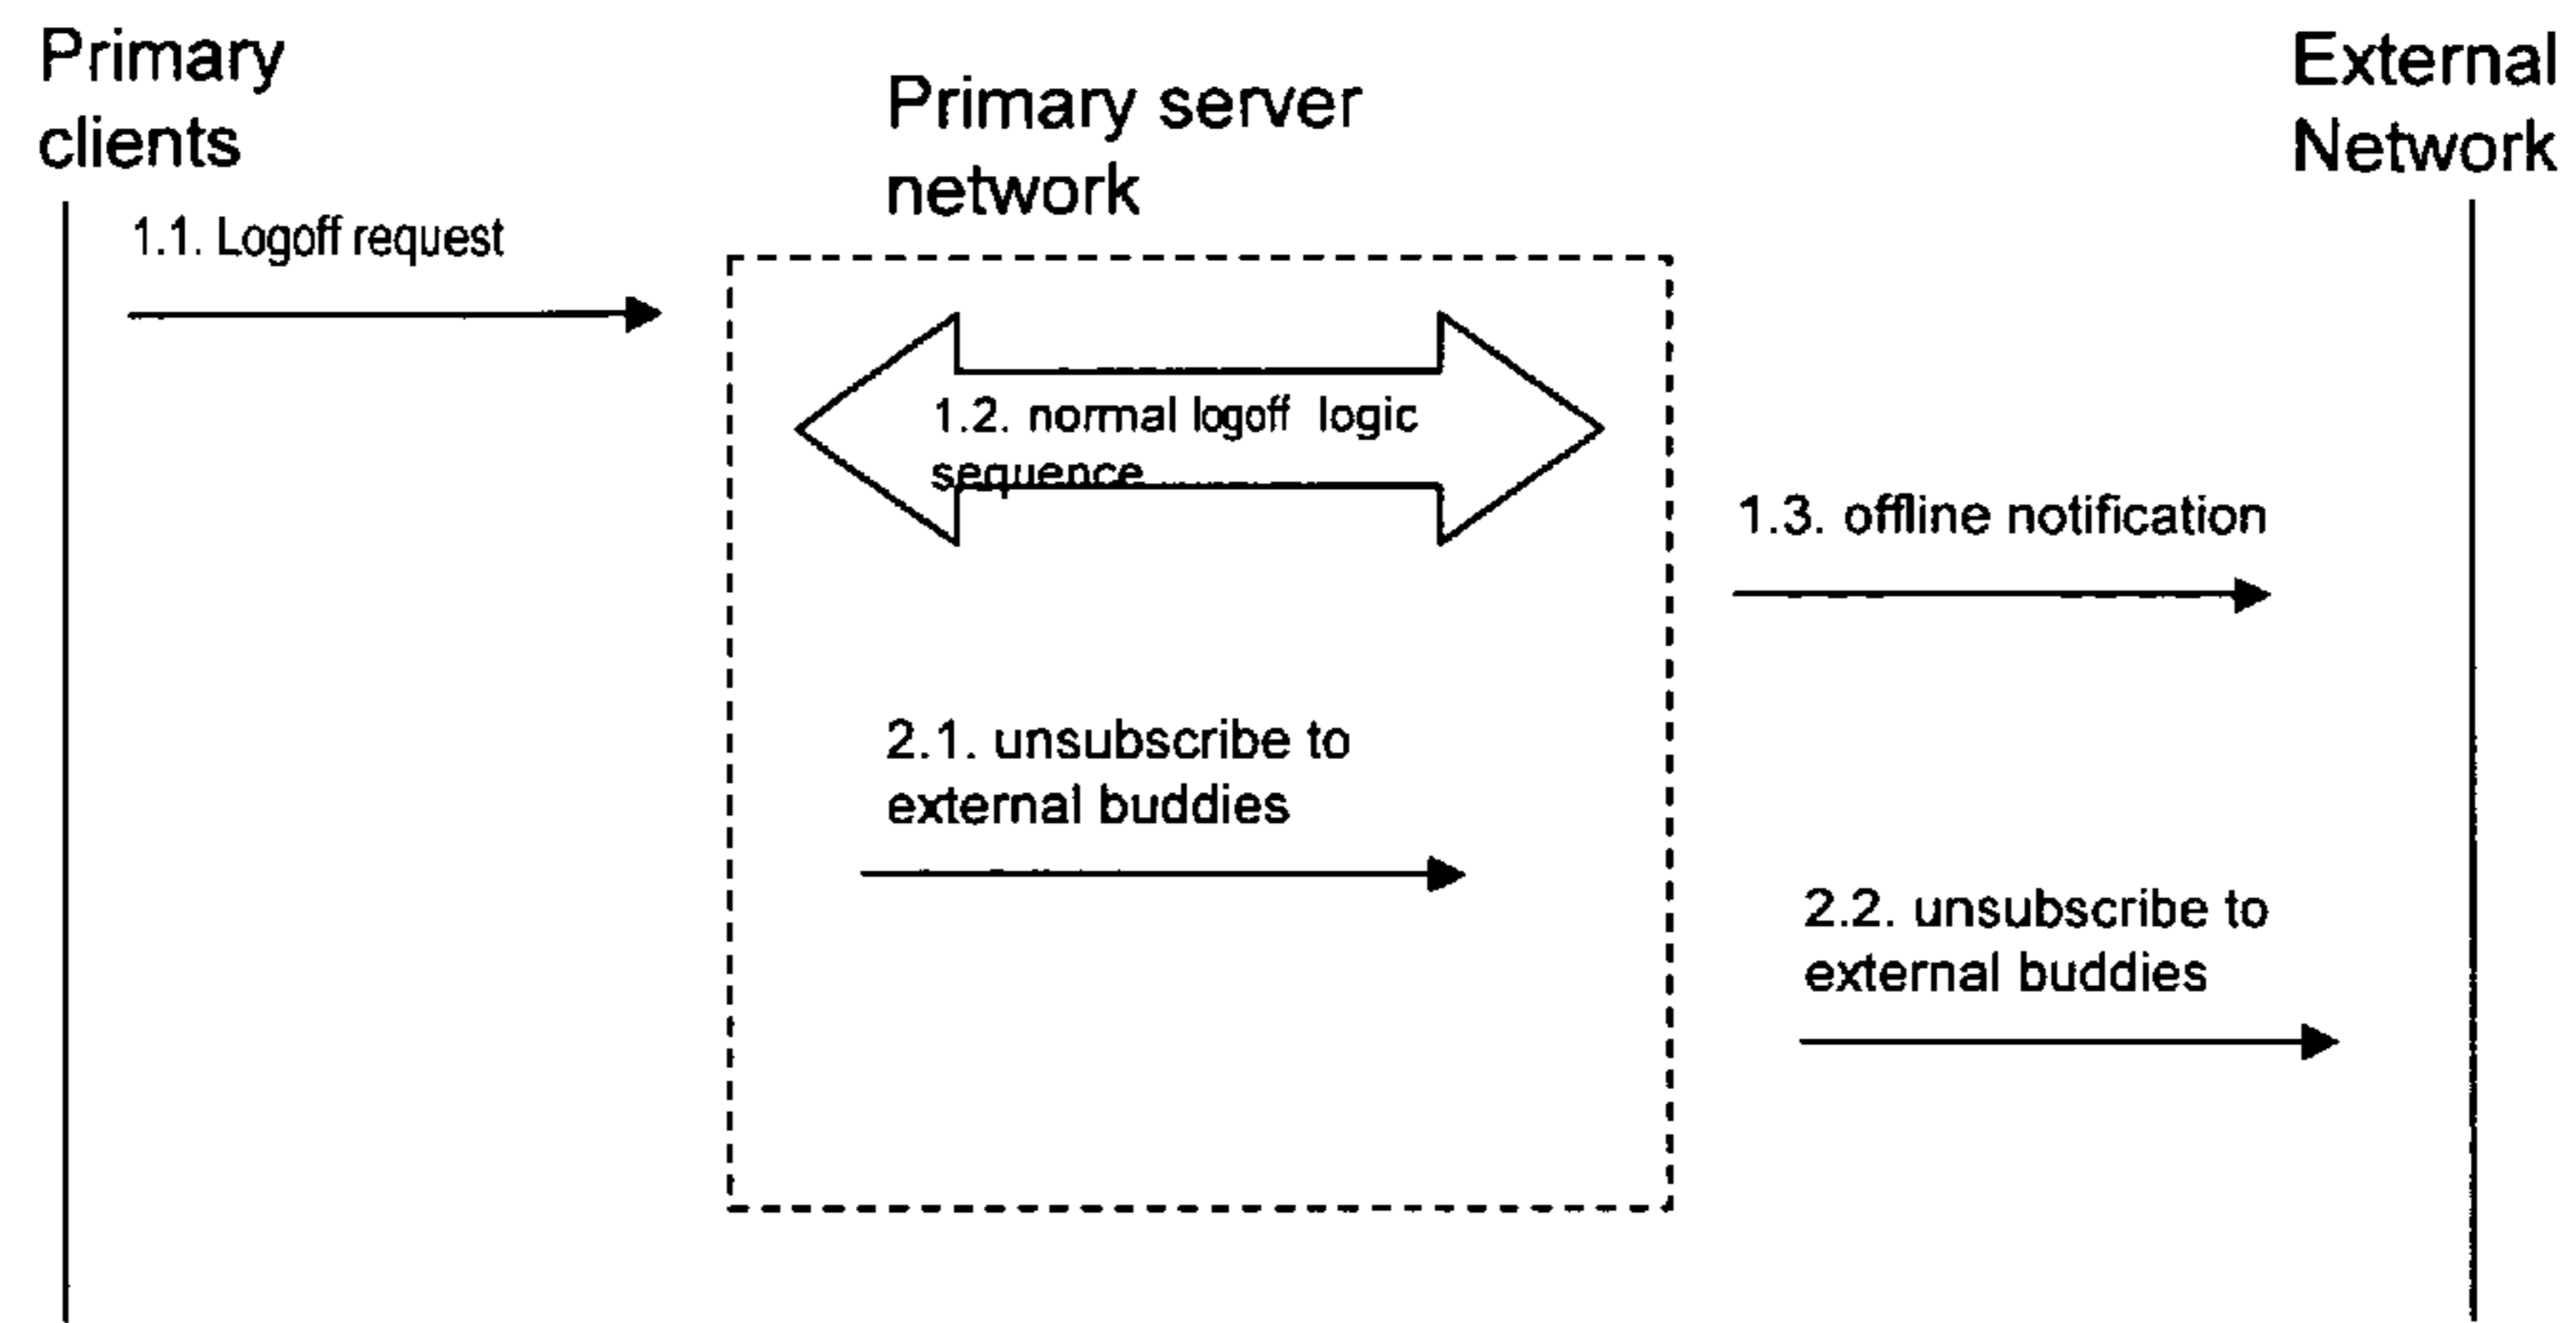 Primary
clients
Primary server
network
External
Network
1.1. Logoff request
1.2. normal logoff logic
sequence
1.3. offline notification
2.1. unsubscribe to
external buddies
2.2. unsubscribe to
external buddies